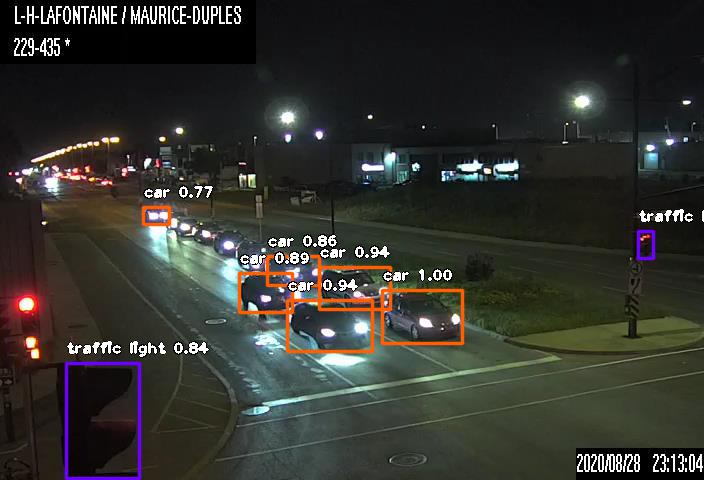 L-H-LAFONTAINE / MAURICE-DUPLES
229-435 *
car 0.77
traffic l
car 0.86
car 0.94
car 0.89
car 1.00
car 0.94
traffic light 0.84
2020/08/28 23:13:04